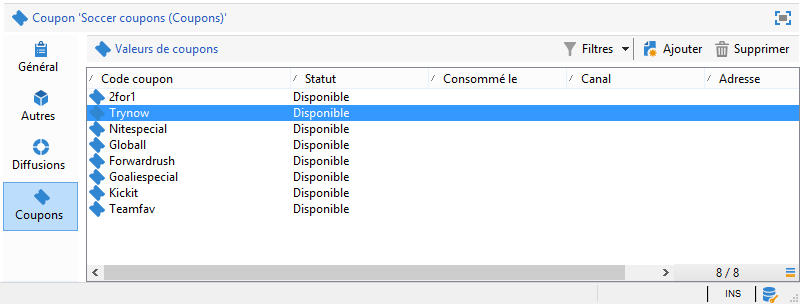 Coupon 'Soccer coupons (Coupons)'
Général
Autres
Diffusions
Coupons
Valeurs de coupons
Filtres
Ajouter
Supprimer
Code coupon Statut Consommé le Canal Adresse
2for1 Disponible
Trynow Disponible
Nitespecial Disponible
Globall Disponible
Forwardrush Disponible
Goaliespecial Disponible
Kickit Disponible
Teamfav Disponible
8 / 8
INS